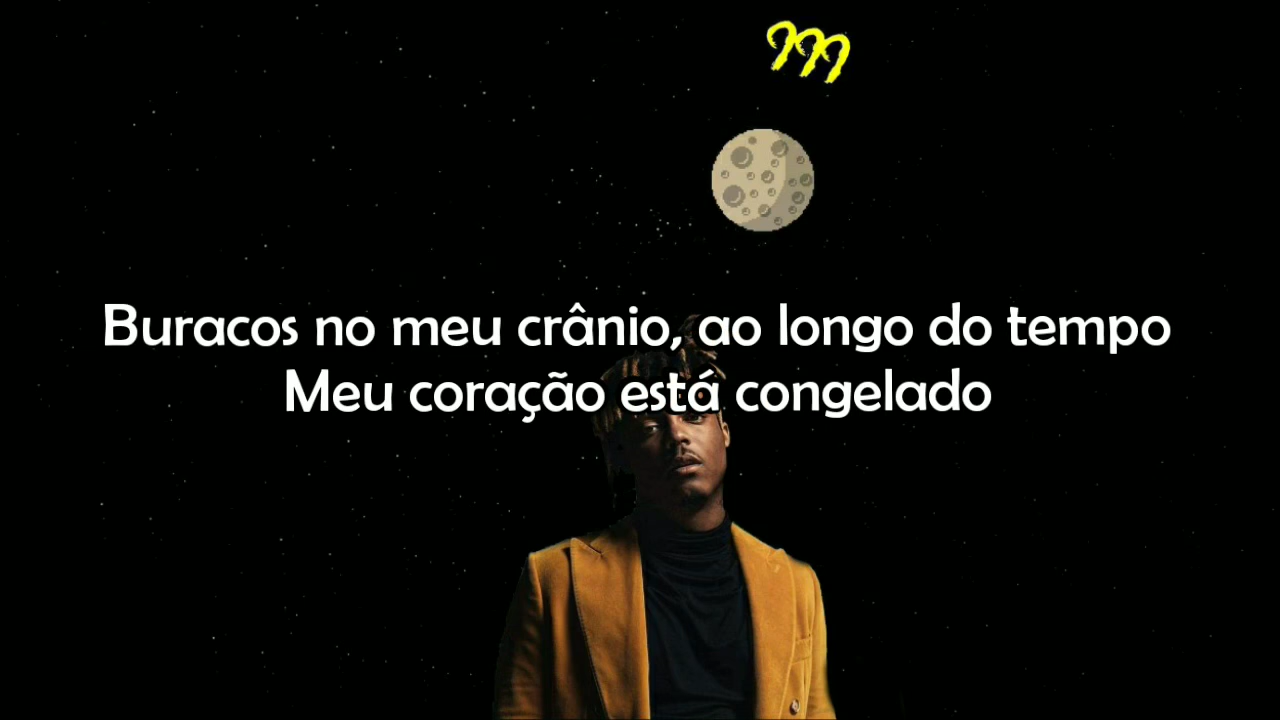 Buracos no meu crânio, ao longo do tempo
Meu coração está congelado